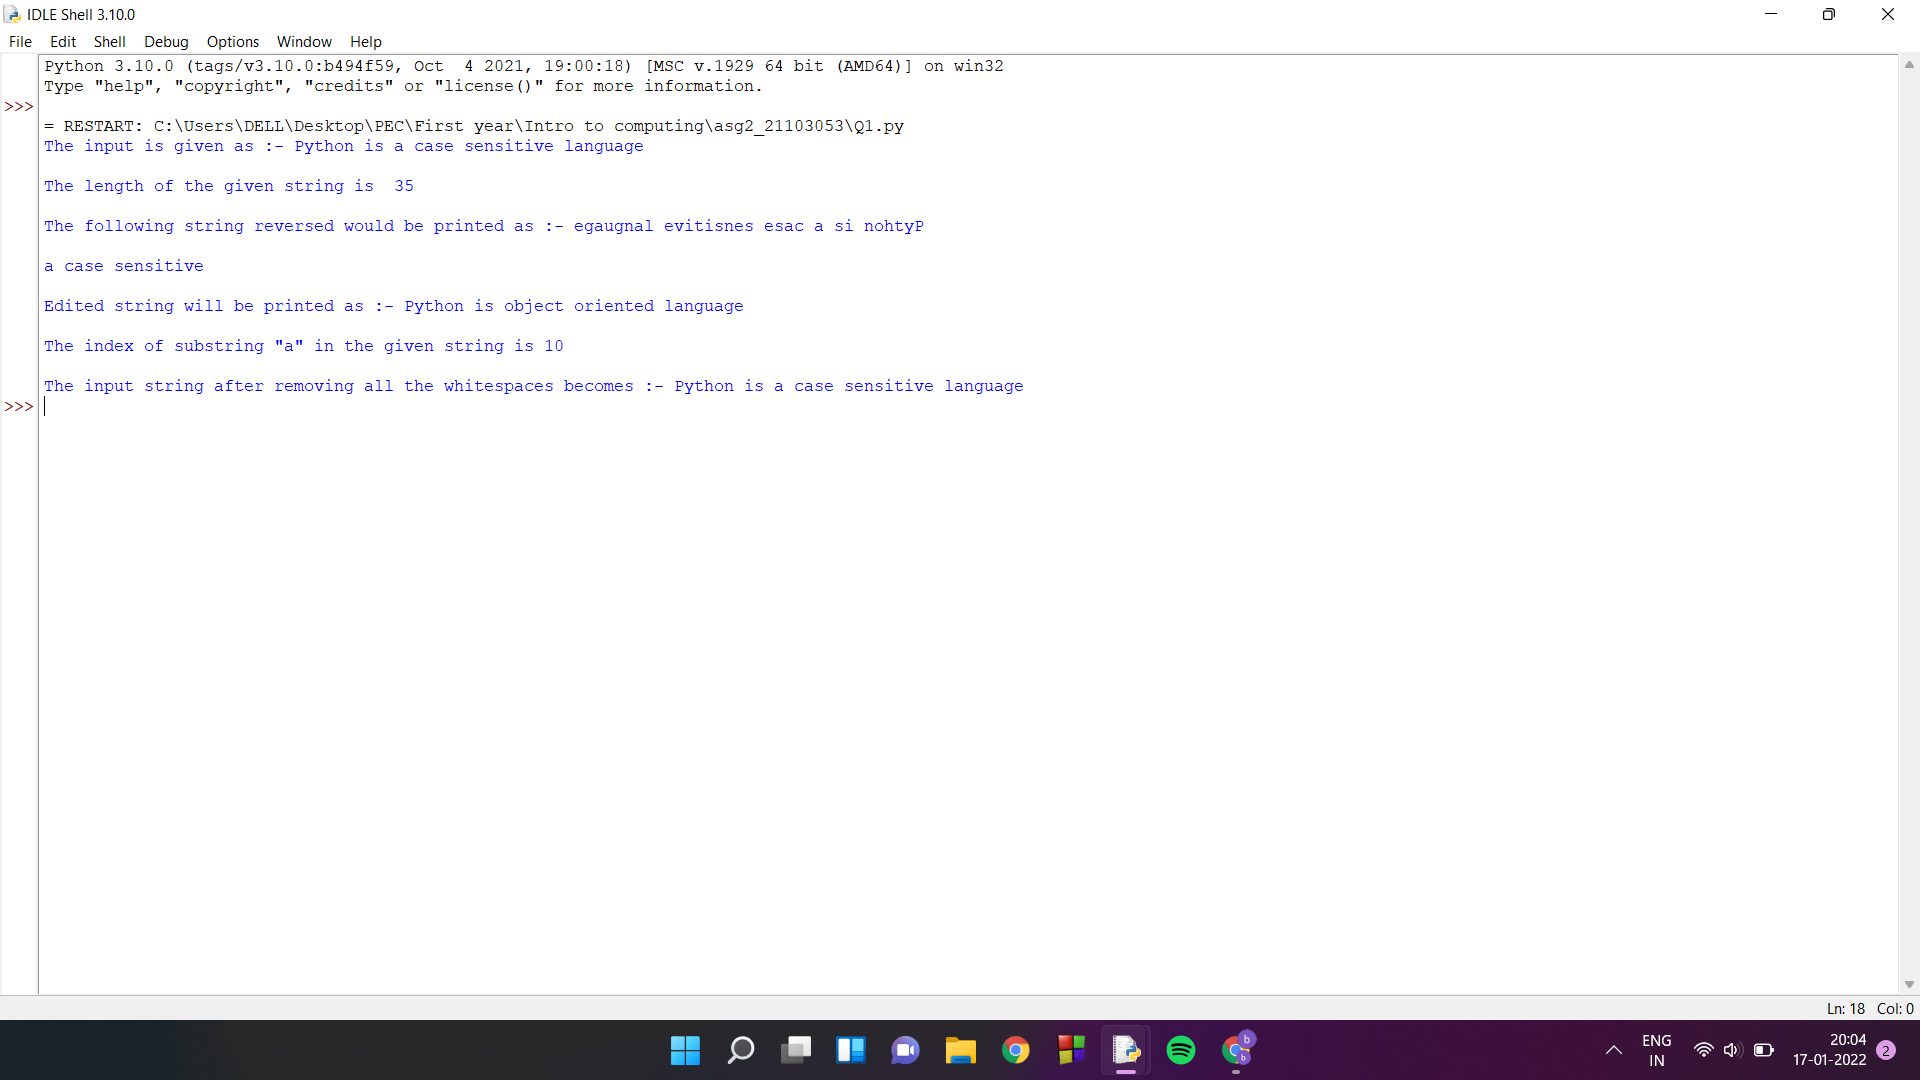 IDLE Shell 3.10.0
File Edit Shell Debug Options Window Help
Python 3.10.0 (tags/v3.10.0:b494f59, Oct  4 2021, 19:00:18) [MSC v.1929 64 bit (AMD64)] on win32
Type "help", "copyright", "credits" or "license()" for more information.
>>>
= RESTART: C:\Users\DELL\Desktop\PEC\First year\Intro to computing\asg2_21103053\Q1.py
The input is given as :- Python is a case sensitive language
The length of the given string is  35
The following string reversed would be printed as :- egaugnal evitisnes esac a si nohtyP
a case sensitive
Edited string will be printed as :- Python is object oriented language
The index of substring "a" in the given string is 10
The input string after removing all the whitespaces becomes :- Python is a case sensitive language
>>>
Ln: 18 Col: 0
b
b
ENG
IN
20:04
17-01-2022
2